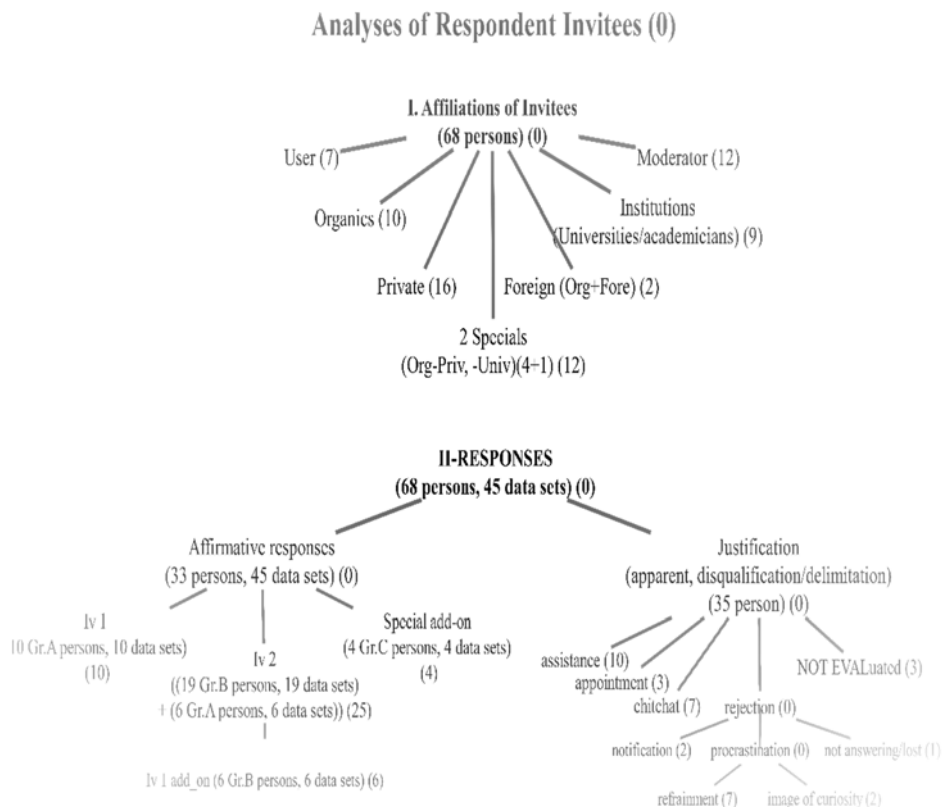 Analyses of Respondent Invitees (0)
I. Affiliations of Invitees
(68 persons) (0)
User (7)
Moderator (12)
Organics (10)
Institutions
(Universities/academicians) (9)
Private (16)
Foreign (Org+Fore) (2)
2 Specials
(Org-Priv, -Univ)(4+1) (12)
II-RESPONSES
(68 persons, 45 data sets) (0)
Affirmative responses
(33 persons, 45 data sets) (0)
Justification
(apparent, disqualification/delimitation)
(35 person) (0)
Iv 1
10 Gr.A persons, 10 data sets)
(10)
Iv 2
((19 Gr.B persons, 19 data sets)
+ (6 Gr.A persons, 6 data sets)) (25)
Special add-on
(4 Gr.C persons, 4 data sets)
(4)
Iv 1 add_on (6 Gr.B persons, 6 data sets) (6)
assistance (10)
appointment (3)
chitchat (7)
rejection (0)
NOT EVALuated (3)
notification (2)
procrastination (0)
not answering/lost (1)
refrainment (7)
image of curiosity (2)